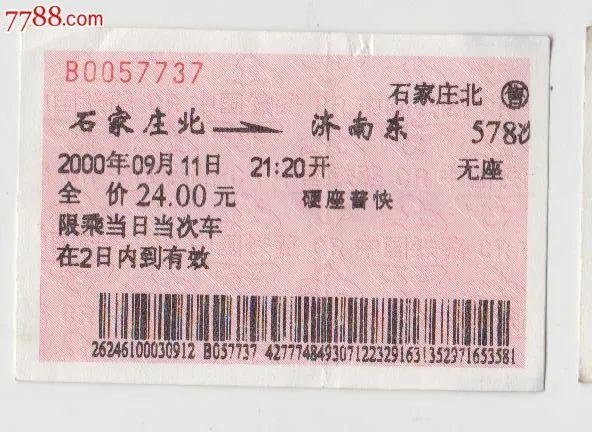 7788.com
B0057737
石家庄北 售
石家庄北 济南东 578次
2000年09月11日 21:20开 无座
全 价24.00元 硬座普快
限乘当日当次车
在2日内到有效
26246100030912 B057737 4277748493071223291631352371653581